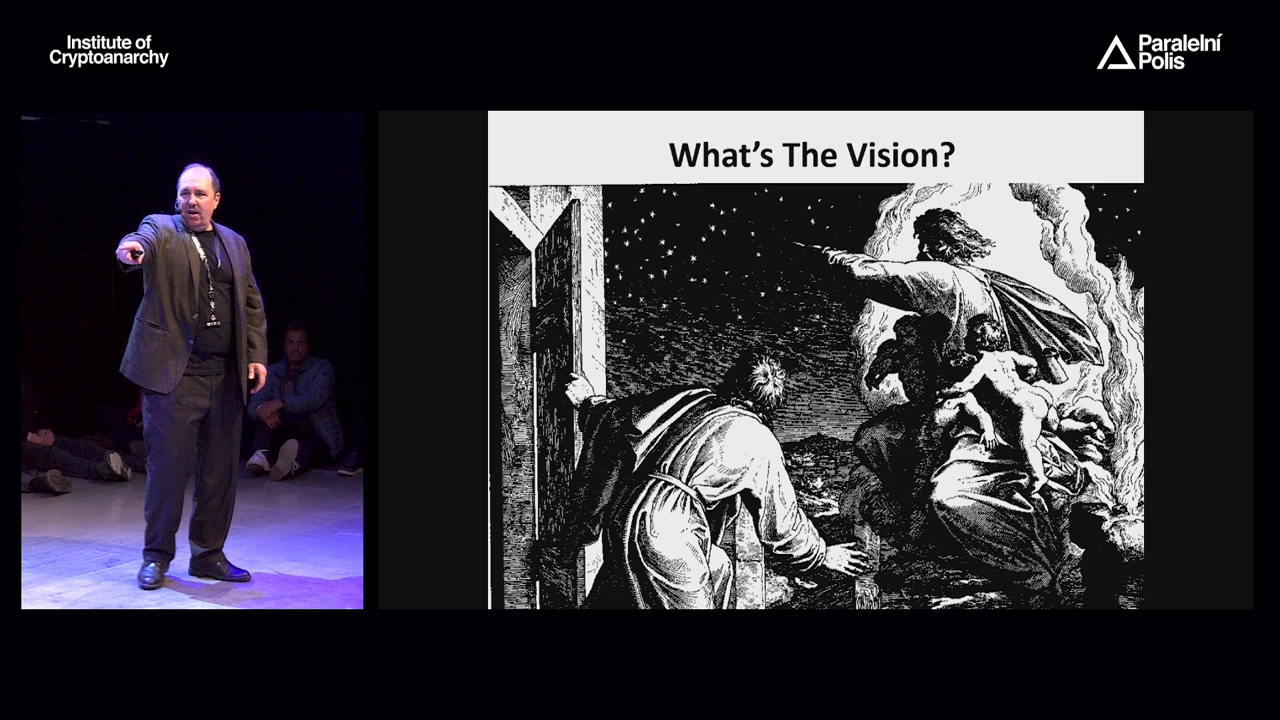 Institute of
Cryptoanarchy
Paralelní
Polis
What's The Vision?